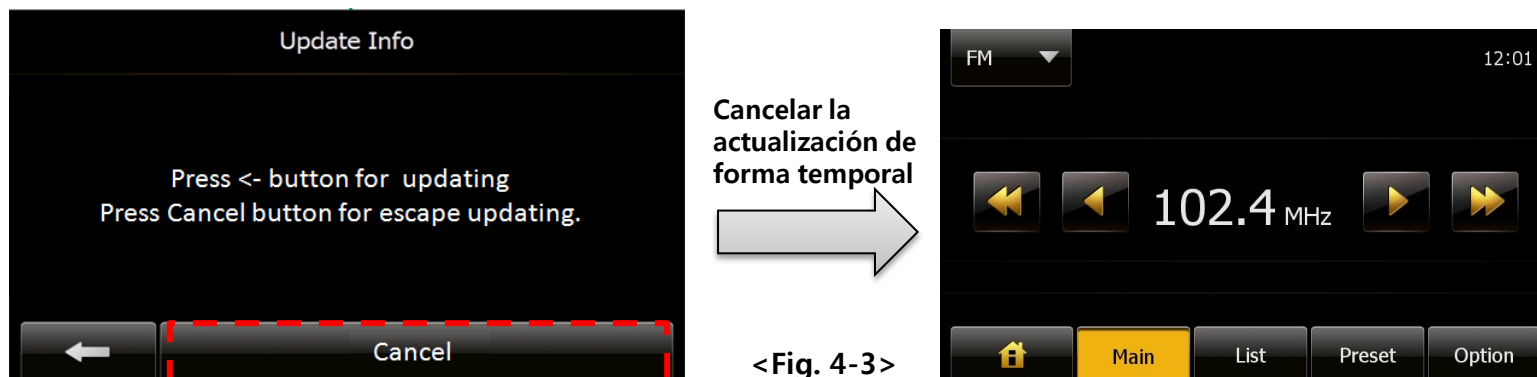 Update Info
Press <- button for  updating
Press Cancel button for escape updating.
Cancel
Cancelar la
actualización de
forma temporal
<Fig. 4-3>
FM
12:01
102.4 MHz
Main
List
Preset
Option